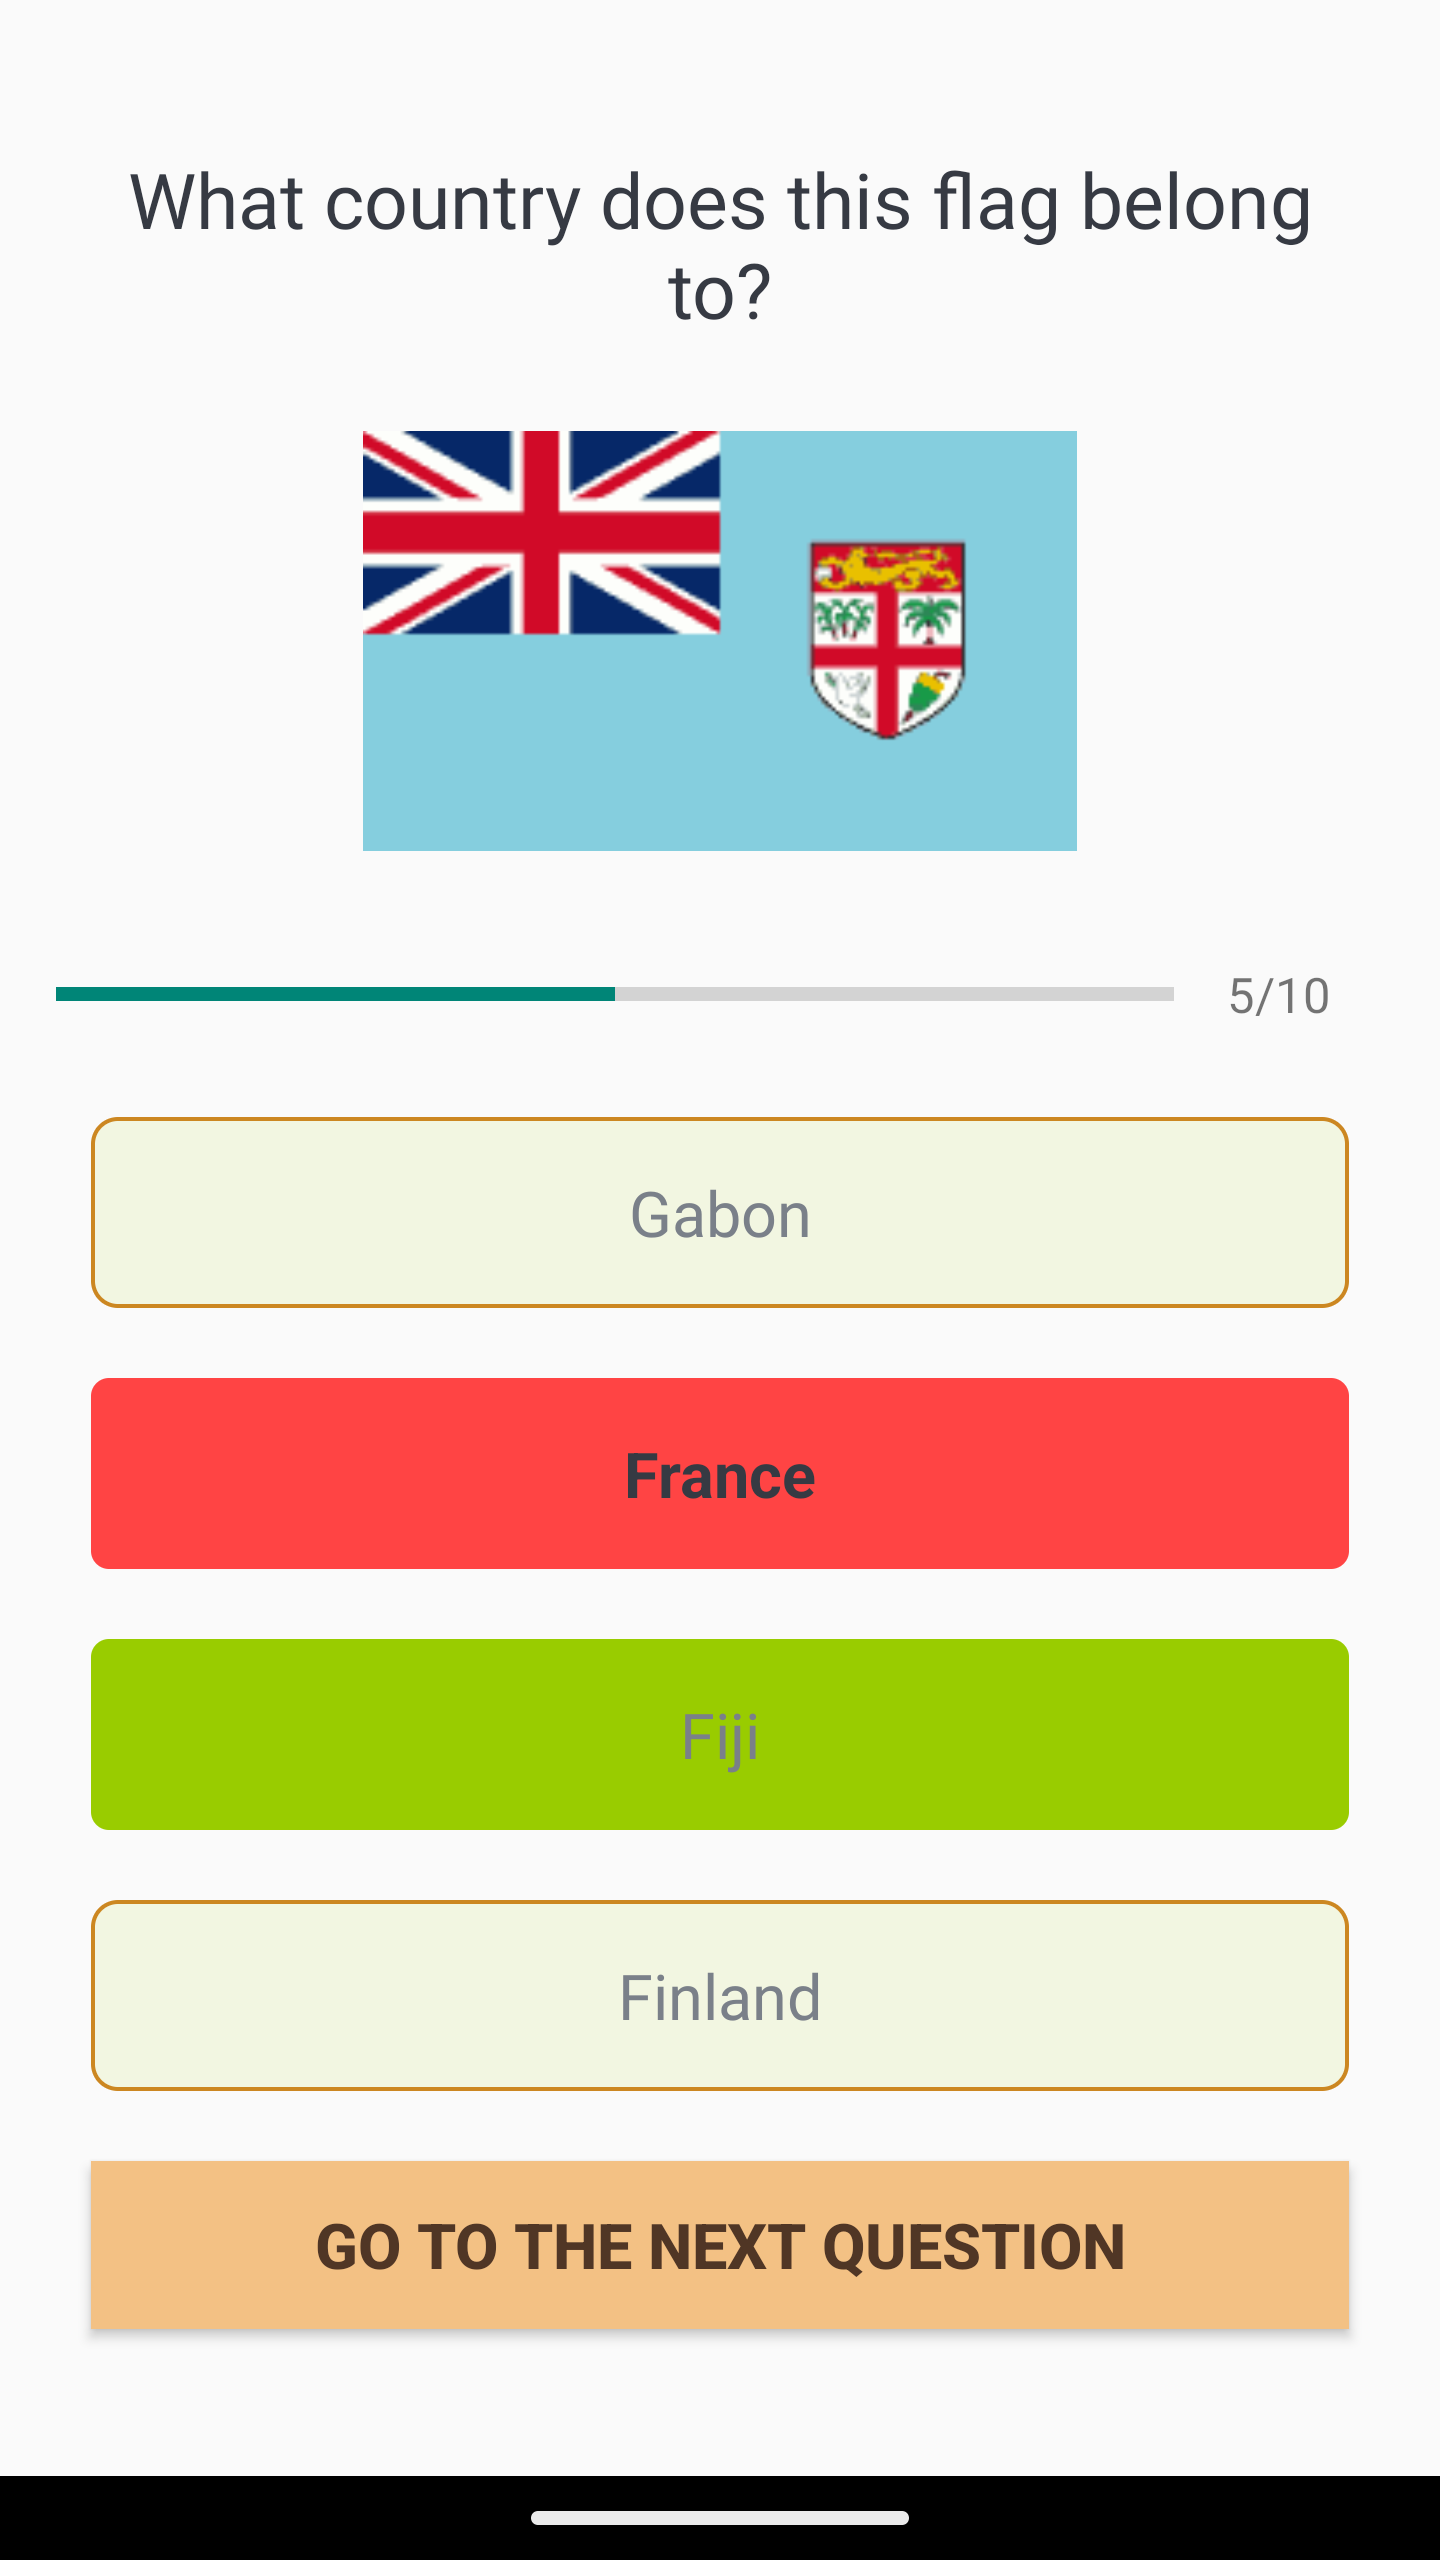 What country does this flag belong
to?
5/10
Gabon
France
Fiji
Finland
GO TO THE NEXT QUESTION